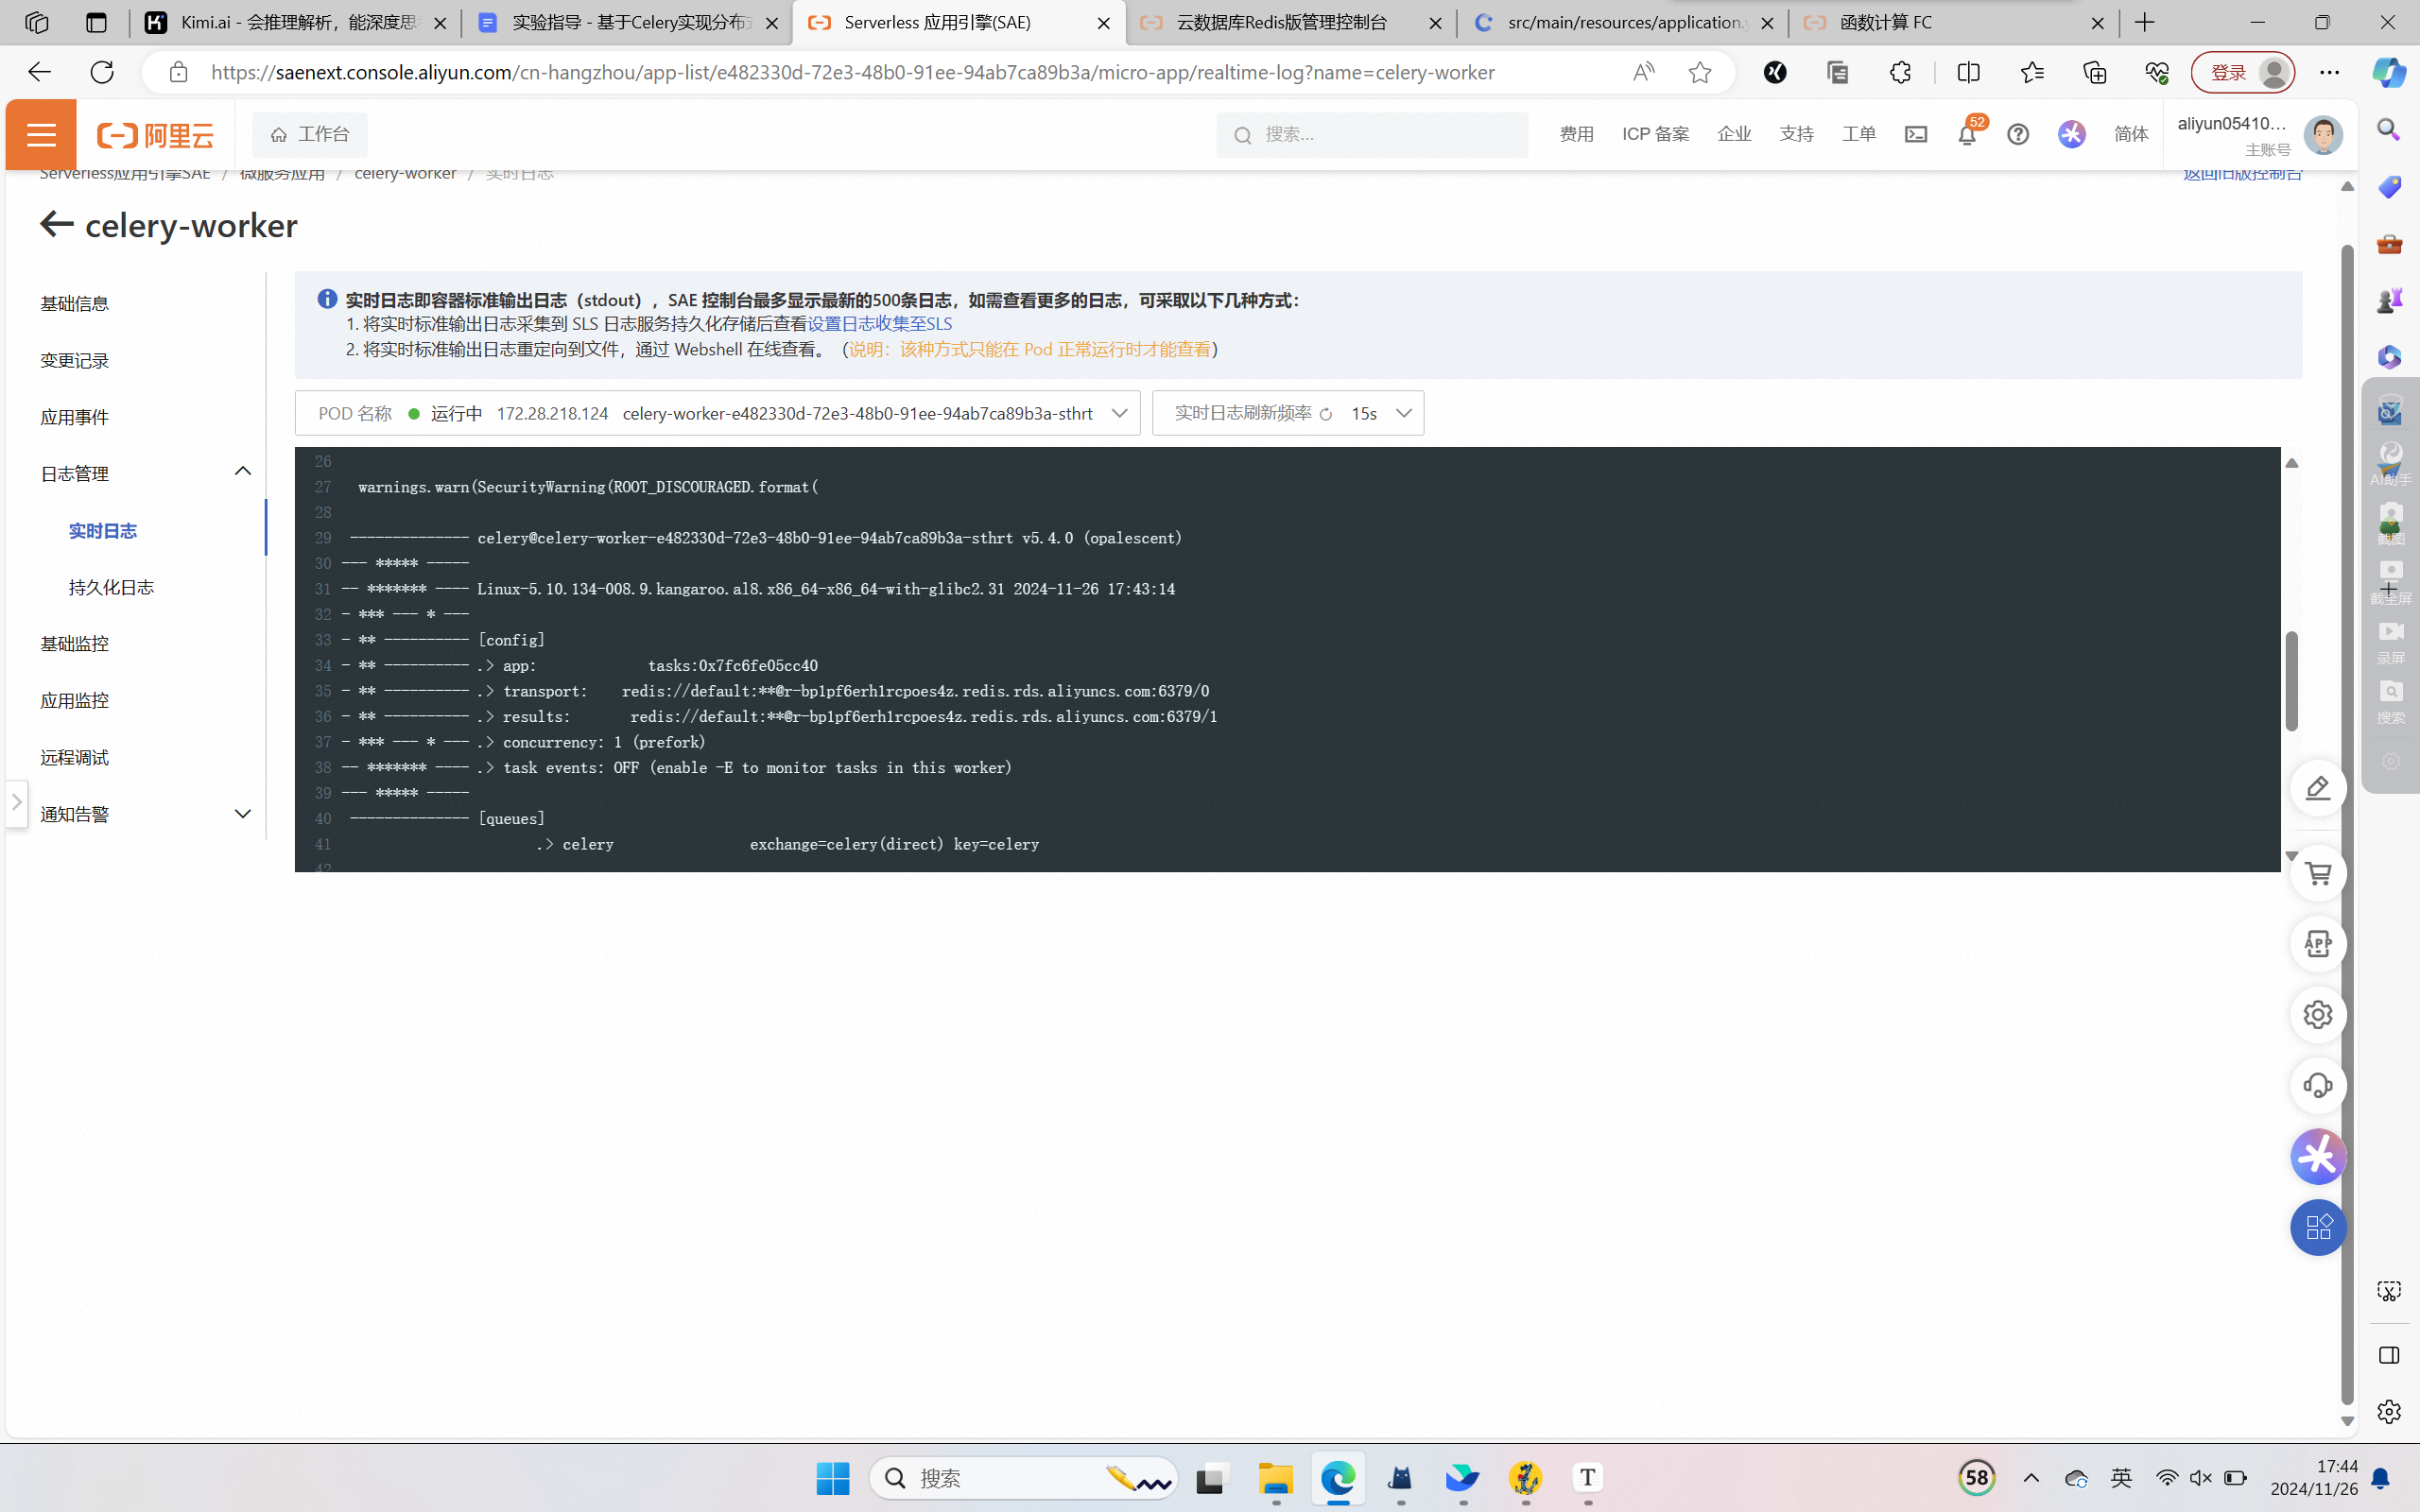 Kimi.ai - 会推理解析，能深度思
实验指导 - 基于Celery实现分布
Serverless 应用引擎(SAE)
云数据库Redis版管理控制台
src/main/resources/application.
函数计算 FC
https://saenext.console.aliyun.com/cn-hangzhou/app-list/e482330d-72e3-48b0-91ee-94ab7ca89b3a/micro-app/realtime-log?name=celery-worker
登录
阿里云
工作台
搜索...
费用
ICP 备案
企业
支持
工单
52
简体
aliyun05410...
主账号
Serverless应用引擎SAE / 微服务应用 / celery-worker / 实时日志
返回旧版控制台
celery-worker
基础信息
变更记录
应用事件
日志管理
实时日志
持久化日志
基础监控
应用监控
远程调试
通知告警
实时日志即容器标准输出日志（stdout），SAE 控制台最多显示最新的500条日志，如需查看更多的日志，可采取以下几种方式：
1. 将实时标准输出日志采集到 SLS 日志服务持久化存储后查看设置日志收集至SLS
2. 将实时标准输出日志重定向到文件，通过 Webshell 在线查看。（说明：该种方式只能在 Pod 正常运行时才能查看）
POD 名称 运行中 172.28.218.124 celery-worker-e482330d-72e3-48b0-91ee-94ab7ca89b3a-sthrt
实时日志刷新频率 15s
26
27 warnings.warn(SecurityWarning(ROOT_DISCOURAGED.format(
28
29 -------------- celery@celery-worker-e482330d-72e3-48b0-91ee-94ab7ca89b3a-sthrt v5.4.0 (opalescent)
30 --- ***** -----
31 -- ******* ---- Linux-5.10.134-008.9.kangaroo.al8.x86_64-x86_64-with-glibc2.31 2024-11-26 17:43:14
32 - *** --- * ---
33 - ** ---------- [config]
34 - ** ---------- .> app: tasks:0x7fc6fe05cc40
35 - ** ---------- .> transport: redis://default:**@r-bp1pf6erh1rcpoes4z.redis.rds.aliyuncs.com:6379/0
36 - ** ---------- .> results: redis://default:**@r-bp1pf6erh1rcpoes4z.redis.rds.aliyuncs.com:6379/1
37 - *** --- * --- .> concurrency: 1 (prefork)
38 -- ******* ---- .> task events: OFF (enable -E to monitor tasks in this worker)
39 --- ***** -----
40 -------------- [queues]
41 .> celery exchange=celery(direct) key=celery
42
AI助手
截图
截全屏
录屏
搜索
APP
搜索
T
58
英
17:44
2024/11/26